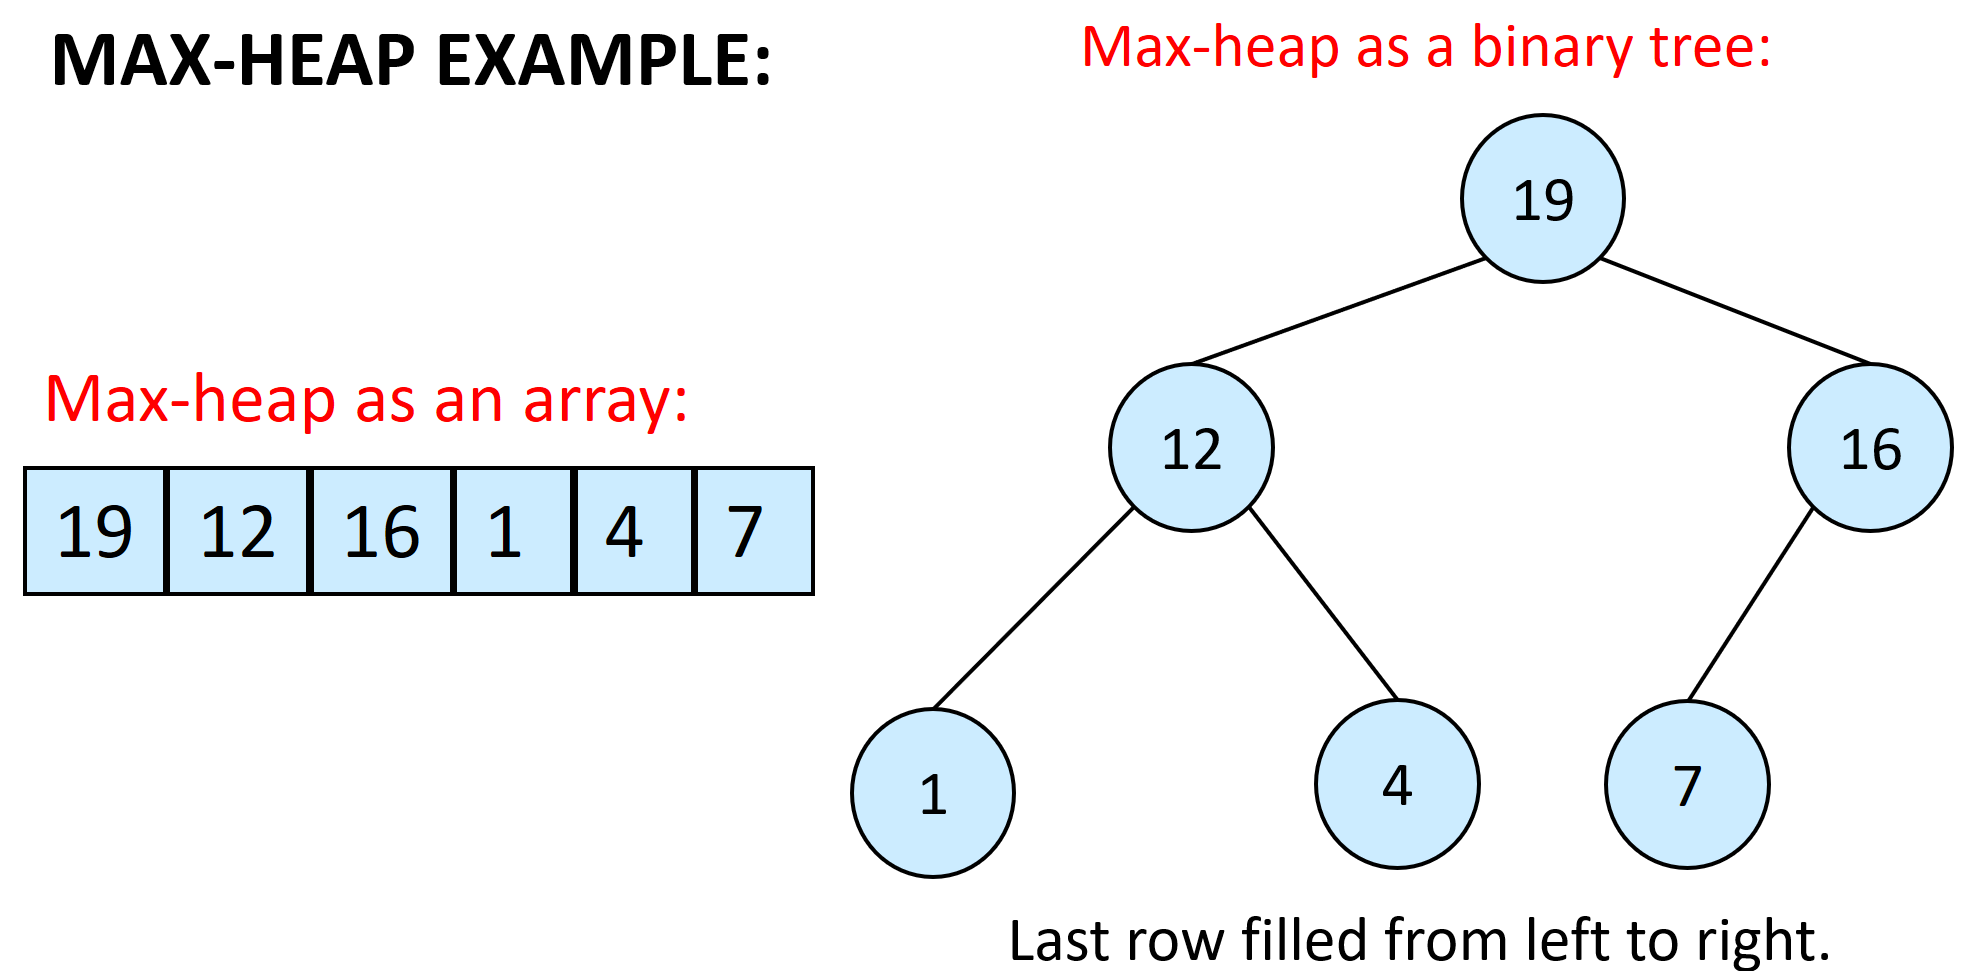 MAX-HEAP EXAMPLE:
Max-heap as an array:
19 12 16 1 4 7
Max-heap as a binary tree:
19
12 16
1 4 7
Last row filled from left to right.